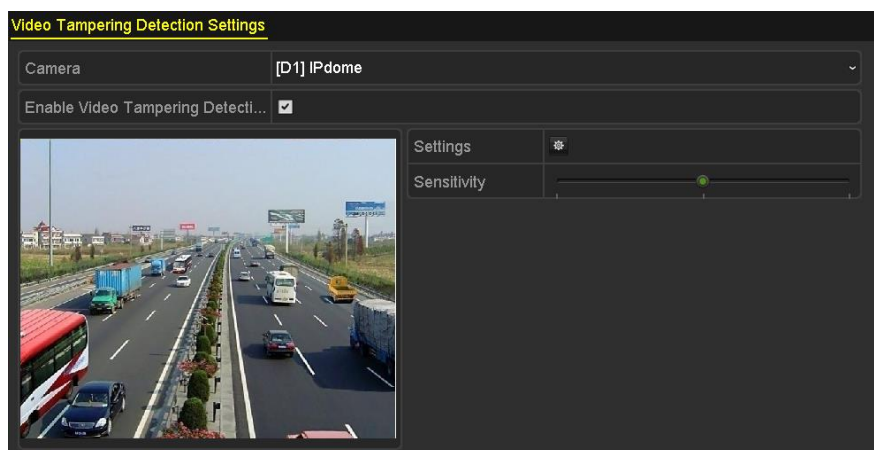 Video Tampering Detection Settings
Camera [D1] IPdome
Enable Video Tampering Detecti...
Settings
Sensitivity